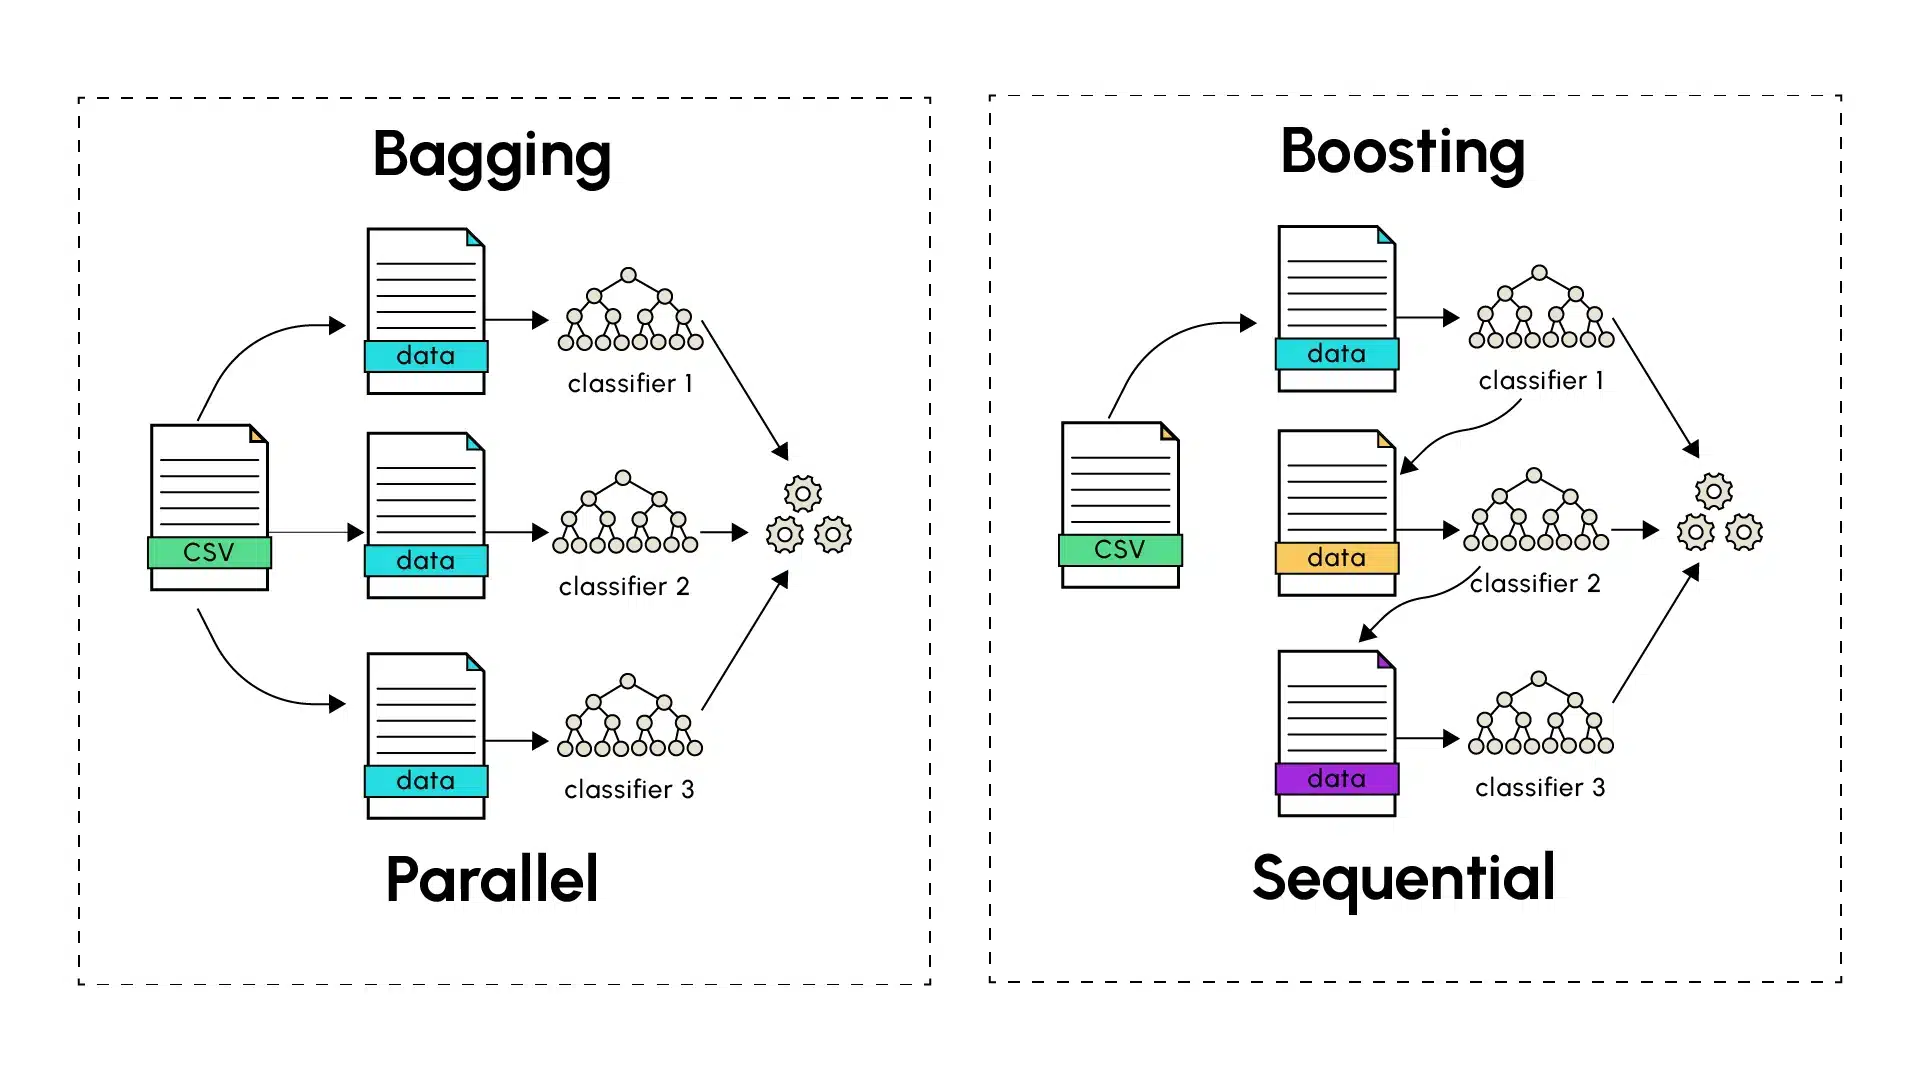 Bagging
data
classifier 1
CSV
data
classifier 2
data
classifier 3
Parallel
Boosting
data
classifier 1
CSV
data
classifier 2
data
classifier 3
Sequential